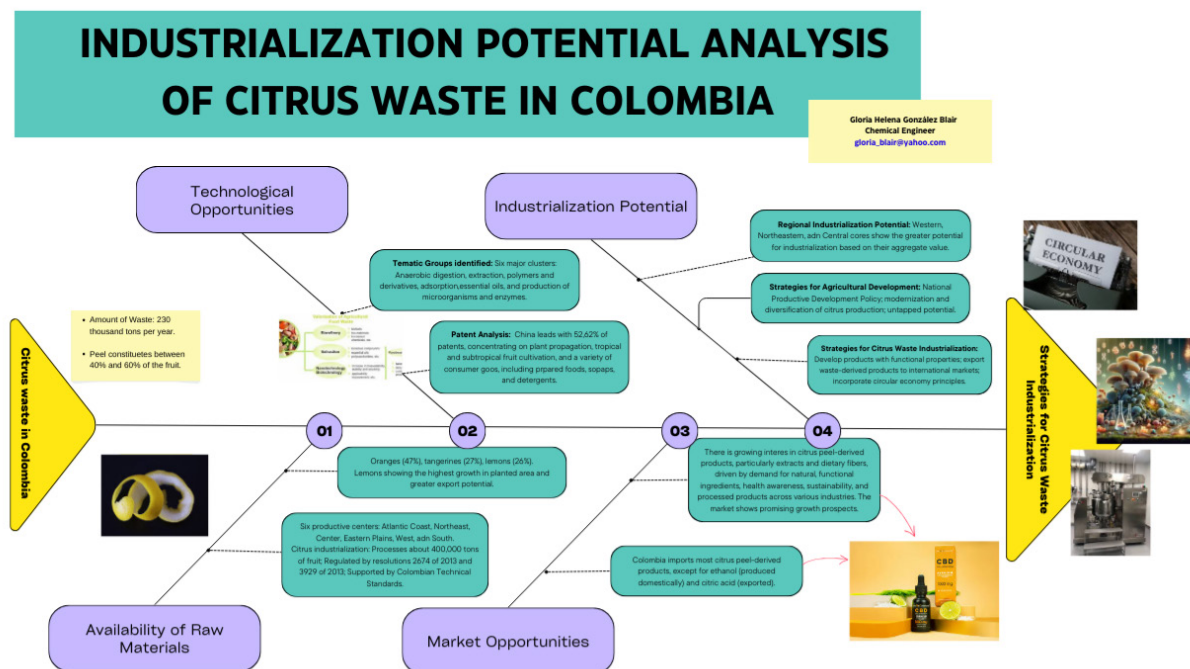 INDUSTRIALIZATION POTENTIAL ANALYSIS
OF CITRUS WASTE IN COLOMBIA
Gloria Helena González Blair
Chemical Engineer
gloria_blair@yahoo.com
Technological
Opportunities
Industrialization Potential
Tematic Groups identified: Six major clusters:
Anaerobic digestion, extraction, polymers and
derivatives, adsorption,essential oils, and production of
microorganisms and enzymes.
Patent Analysis: China leads with 52,62% of
patents, concentrating on plant propagation, tropical
and subtropical fruit cultivation, and a variety of
consumer goos, including prpared foods, sopaps,
and detergents.
Regional Industrialization Potential: Western,
Northeastern, adn Central cores show the greater potential
for industrialization based on their aggregate value.
Strategies for Agricultural Development: National
Productive Development Policy; modernization and
diversification of citrus production; untapped potential.
Strategies for Citrus Waste Industrialization:
Develop products with functional properties; export
waste-derived products to international markets;
incorporate circular economy principles.
CIRCULAR
ECONOMY
Amount of Waste: 230
thousand tons per year.
Peel constituetes between
40% and 60% of the fruit.
Citrus waste in Colombia
01
02
03
04
Strategies for Citrus Waste
Industrialization
Oranges (47%), tangerines (27%), lemons (26%).
Lemons showing the highest growth in planted area and
greater export potential.
Six productive centers: Atlantic Coast, Northeast,
Center, Eastern Plains, West, adn South.
Citrus industrialization: Processes about 400,000 tons
of fruit; Regulated by resolutions 2674 of 2013 and
3929 of 2013; Supported by Colombian Technical
Standards.
There is growing interes in citrus peel-derived
products, particularly extracts and dietary fibers,
driven by demand for natural, functional
ingredients, health awareness, sustainability, and
processed products across various industries. The
market shows promising growth prospects.
Colombia imports most citrus peel-derived
products, except for ethanol (produced
domestically) and citric acid (exported).
CBD
CBD
Availability of Raw
Materials
Market Opportunities